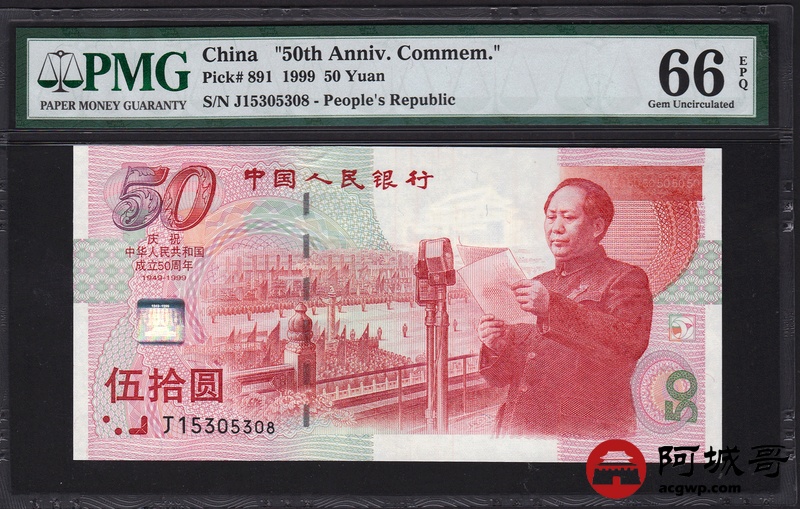 PMG
PAPER MONEY GUARANTY
China "50th Anniv. Commem."
Pick# 891 1999 50 Yuan
S/N J15305308 - People's Republic
66
EPQ
Gem Uncirculated
50
中国人民银行
庆祝
中华人民共和国
成立50周年
1949-1999
伍拾圆
J15305308
50
阿城哥
acgwp.com